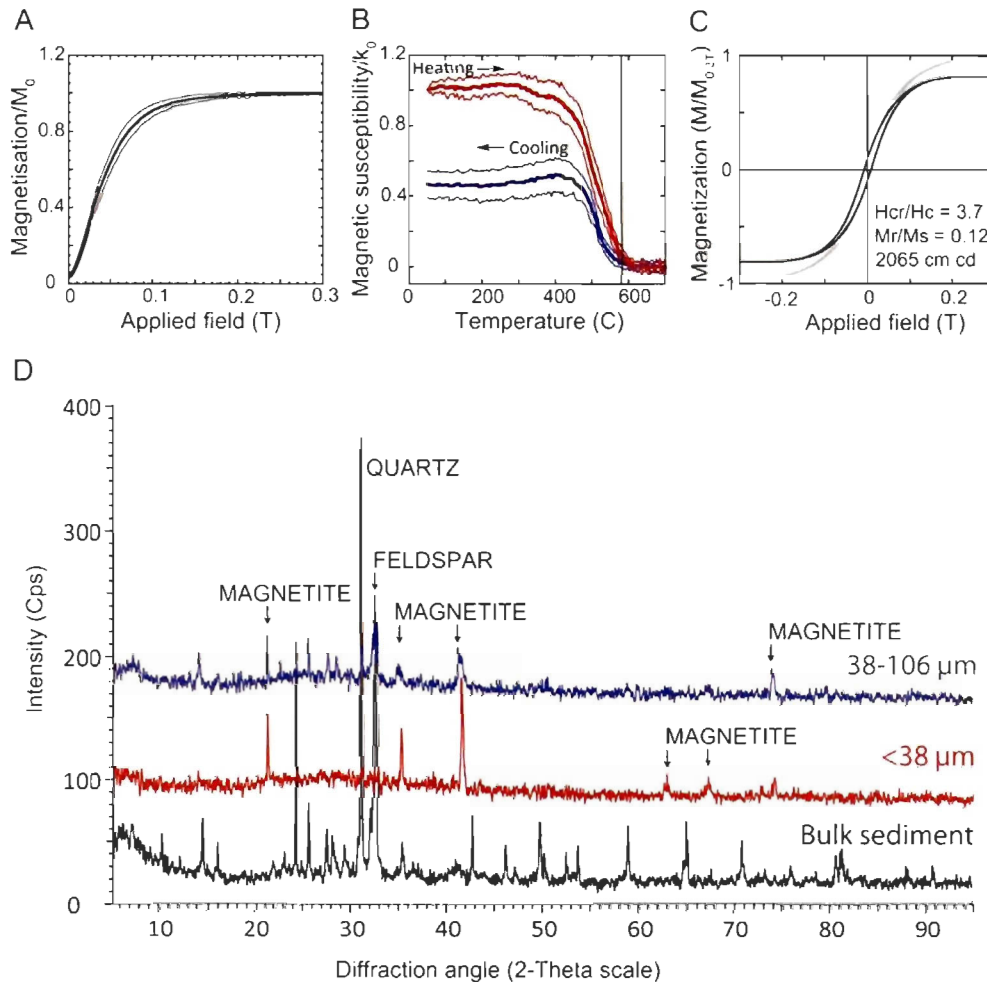 A
Magnetisation/M0
1.2
0.8
0.4
0
0
0.1
0.2
0.3
Applied field (T)
B
Magnetic susceptibility/k0
1.2
0.8
0.4
0
Heating
Cooling
0
200
400
600
Temperature (C)
C
1
0
-1
-0.2
0
0.2
Hcr/Hc = 3.7
Mr/Ms = 0.12
2065 cm cd
Applied field (T)
D
Intensity (Cps)
400
300
200
100
0
QUARTZ
FELDSPAR
MAGNETITE
MAGNETITE
MAGNETITE
38-106 µm
MAGNETITE
<38 µm
Bulk sediment
10
20
30
40
50
60
70
80
90
Diffraction angle (2-Theta scale)